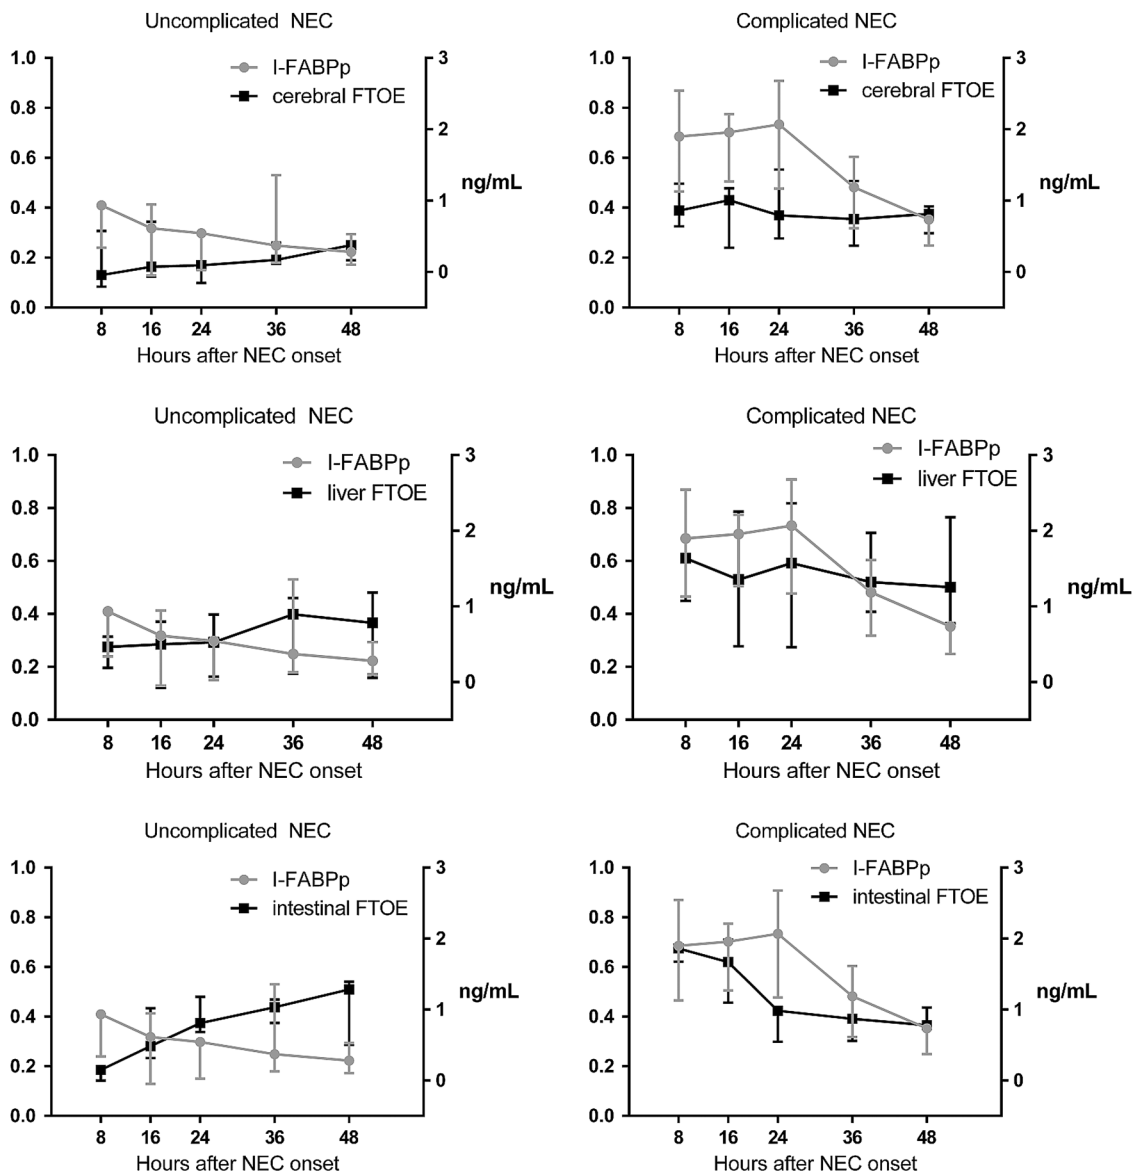 Uncomplicated NEC
I-FABPp
cerebral FTOE
1.0
0.8
0.6
0.4
0.2
0.0
3
2
1
0
ng/mL
8 16 24 36 48
Hours after NEC onset
Complicated NEC
I-FABPp
cerebral FTOE
1.0
0.8
0.6
0.4
0.2
0.0
3
2
1
0
ng/mL
8 16 24 36 48
Hours after NEC onset
Uncomplicated NEC
I-FABPp
liver FTOE
1.0
0.8
0.6
0.4
0.2
0.0
3
2
1
0
ng/mL
8 16 24 36 48
Hours after NEC onset
Complicated NEC
I-FABPp
liver FTOE
1.0
0.8
0.6
0.4
0.2
0.0
3
2
1
0
ng/mL
8 16 24 36 48
Hours after NEC onset
Uncomplicated NEC
I-FABPp
intestinal FTOE
1.0
0.8
0.6
0.4
0.2
0.0
3
2
1
0
ng/mL
8 16 24 36 48
Hours after NEC onset
Complicated NEC
I-FABPp
intestinal FTOE
1.0
0.8
0.6
0.4
0.2
0.0
3
2
1
0
ng/mL
8 16 24 36 48
Hours after NEC onset